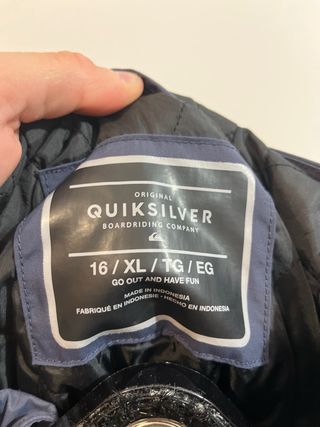 ORIGINAL
QUIKSILVER
BOARDRIDING COMPANY
16 / XL / TG / EG
GO OUT AND HAVE FUN
MADE IN INDONESIA
FABRIQUÉ EN INDONESIE - HECHO EN INDONESIA